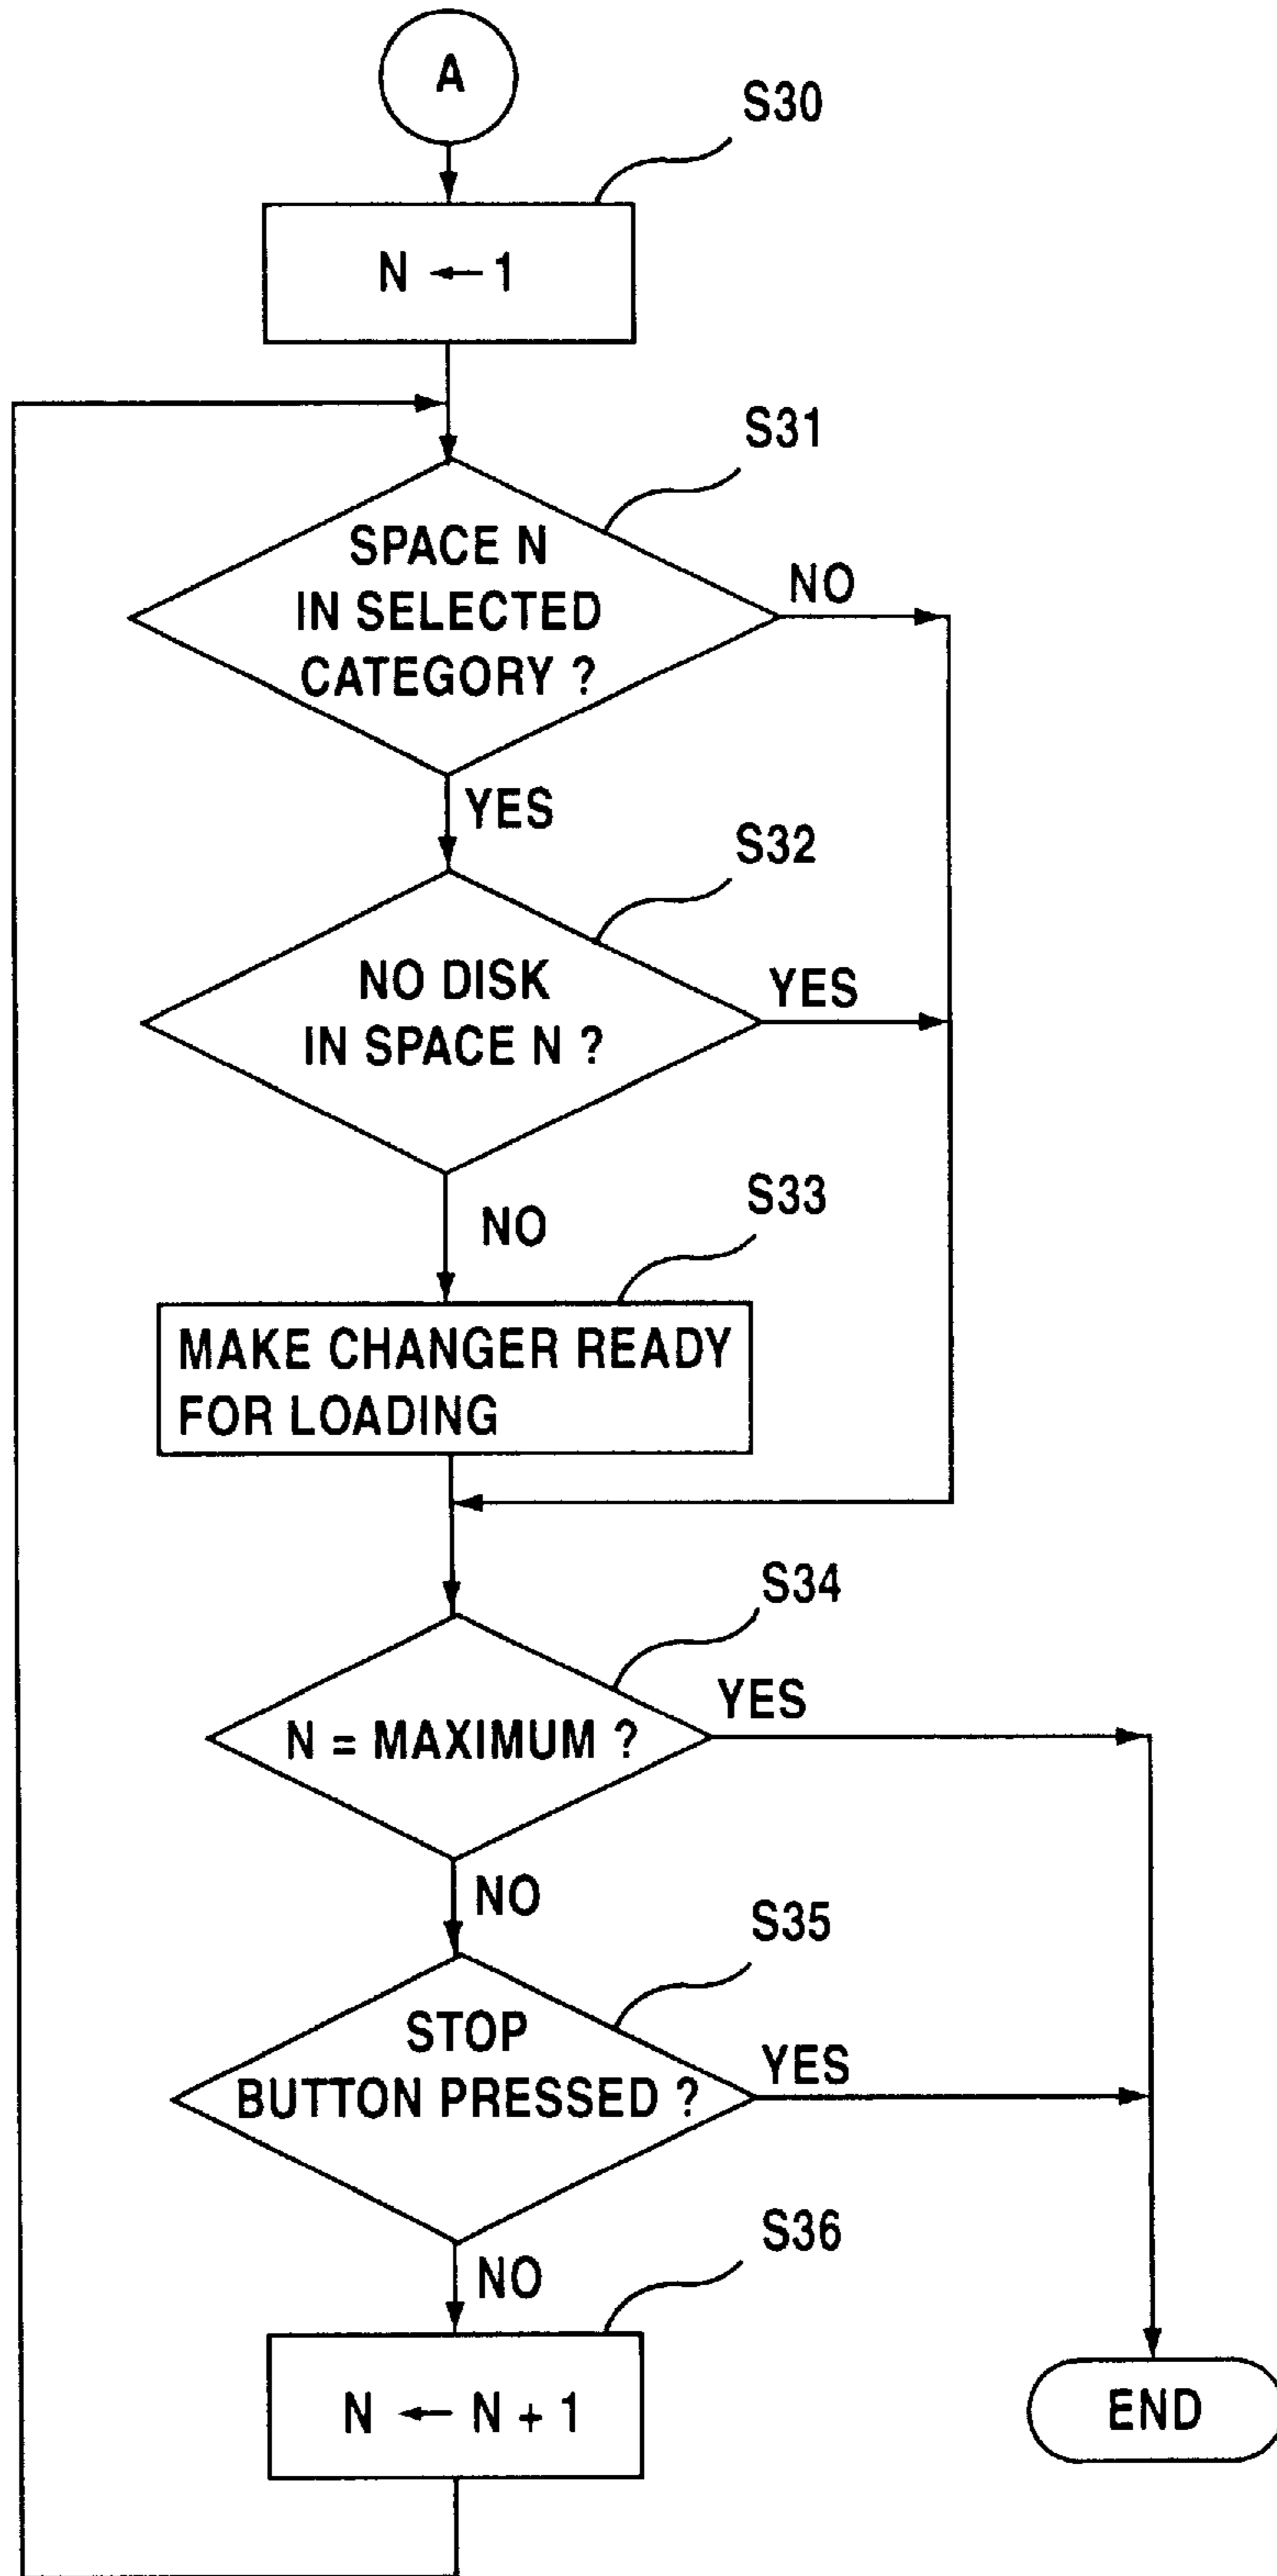 A
S30
N ← 1
S31
SPACE N
IN SELECTED
CATEGORY ?
NO
YES
S32
NO DISK
IN SPACE N ?
YES
NO
S33
MAKE CHANGER READY
FOR LOADING
S34
N = MAXIMUM ?
YES
NO
S35
STOP
BUTTON PRESSED ?
YES
NO
S36
N ← N + 1
END